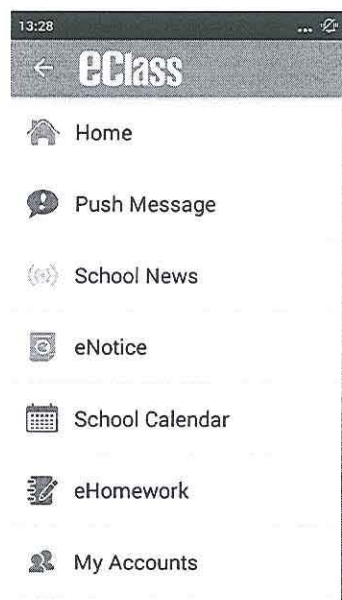 13:28
eClass
Home
Push Message
School News
eNotice
School Calendar
eHomework
My Accounts